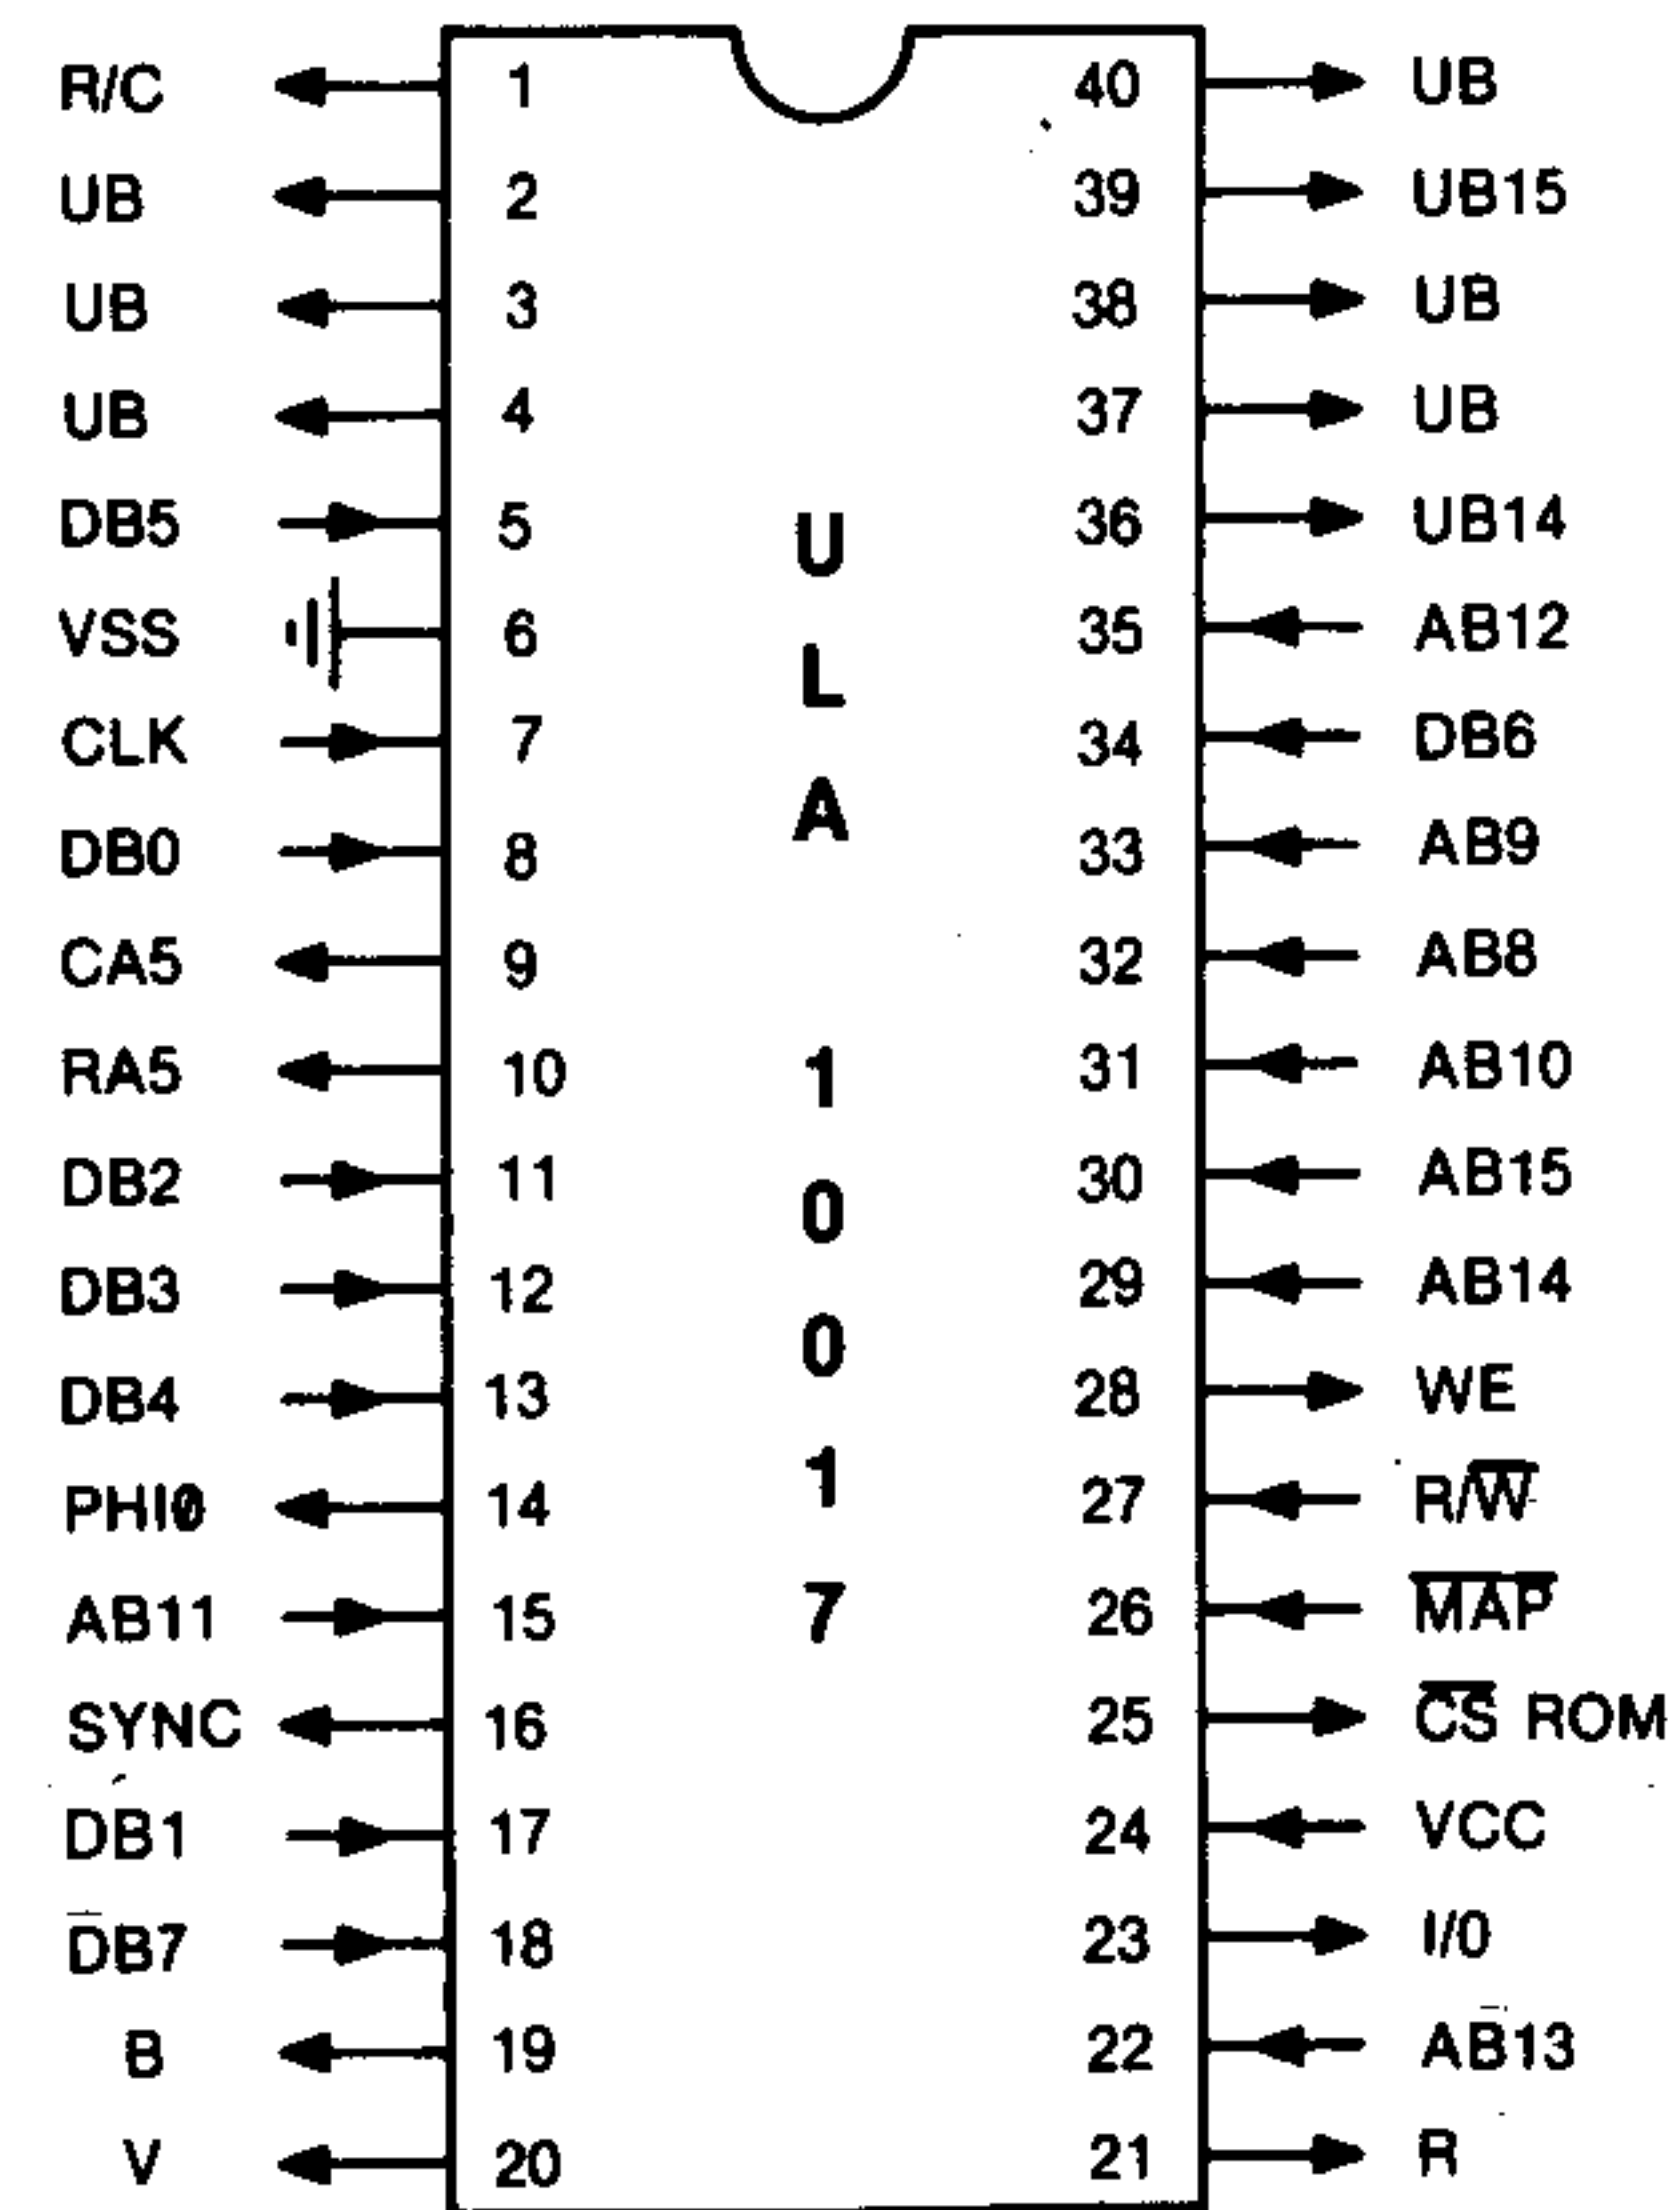 R/C 1 40 UB
UB 2 39 UB15
UB 3 38 UB
UB 4 37 UB
DB5 5 36 UB14
VSS 6 35 AB12
CLK 7 34 DB6
DB0 8 33 AB9
CA5 9 32 AB8
RA5 10 31 AB10
DB2 11 30 AB15
DB3 12 29 AB14
DB4 13 28 WE
PHI0 14 27 R/W̅
AB11 15 26 M̅A̅P̅
SYNC 16 25 C̅S̅ ROM
DB1 17 24 VCC
DB7 18 23 I/0
B 19 22 AB13
V 20 21 R
U
L
A
1
0
0
1
7